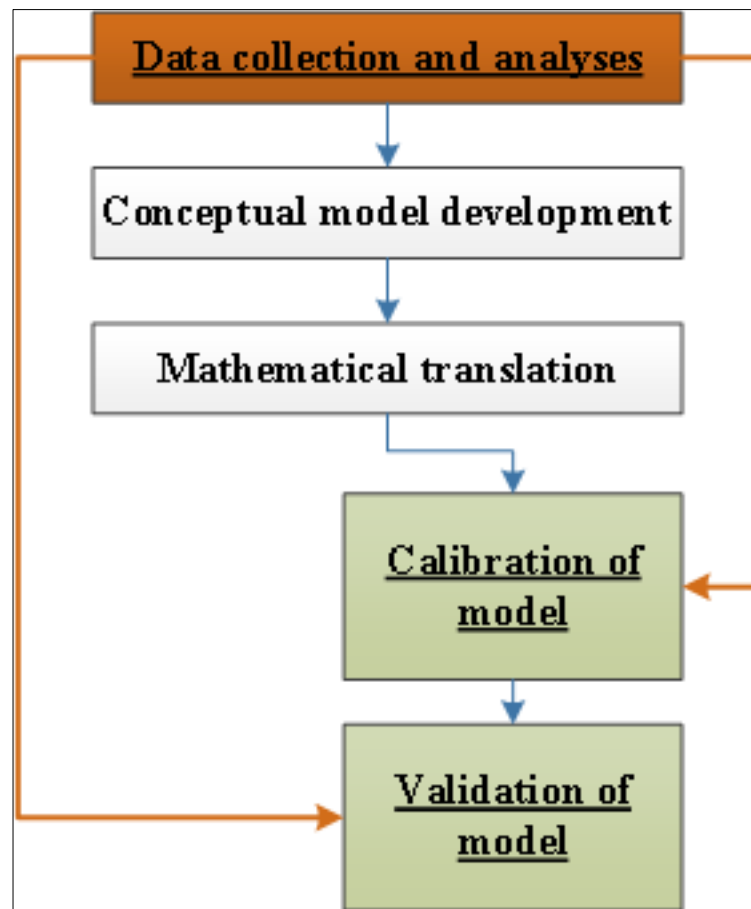 Data collection and analyses
Conceptual model development
Mathematical translation
Calibration of
model
Validation of
model